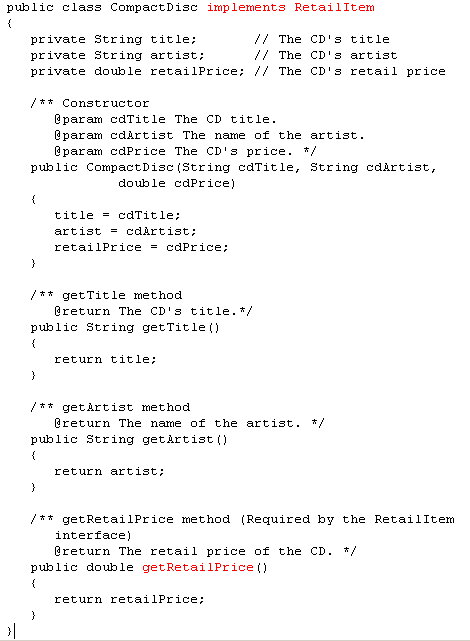 public class CompactDisc implements RetailItem
{
   private String title;       // The CD's title
   private String artist;      // The CD's artist
   private double retailPrice; // The CD's retail price

   /** Constructor
      @param cdTitle The CD title.
      @param cdArtist The name of the artist.
      @param cdPrice The CD's price. */
   public CompactDisc(String cdTitle, String cdArtist,
              double cdPrice)
   {
      title = cdTitle;
      artist = cdArtist;
      retailPrice = cdPrice;
   }

   /** getTitle method
      @return The CD's title.*/
   public String getTitle()
   {
      return title;
   }

   /** getArtist method
      @return The name of the artist. */
   public String getArtist()
   {
      return artist;
   }

   /** getRetailPrice method (Required by the RetailItem
      interface)
      @return The retail price of the CD. */
   public double getRetailPrice()
   {
      return retailPrice;
   }
}